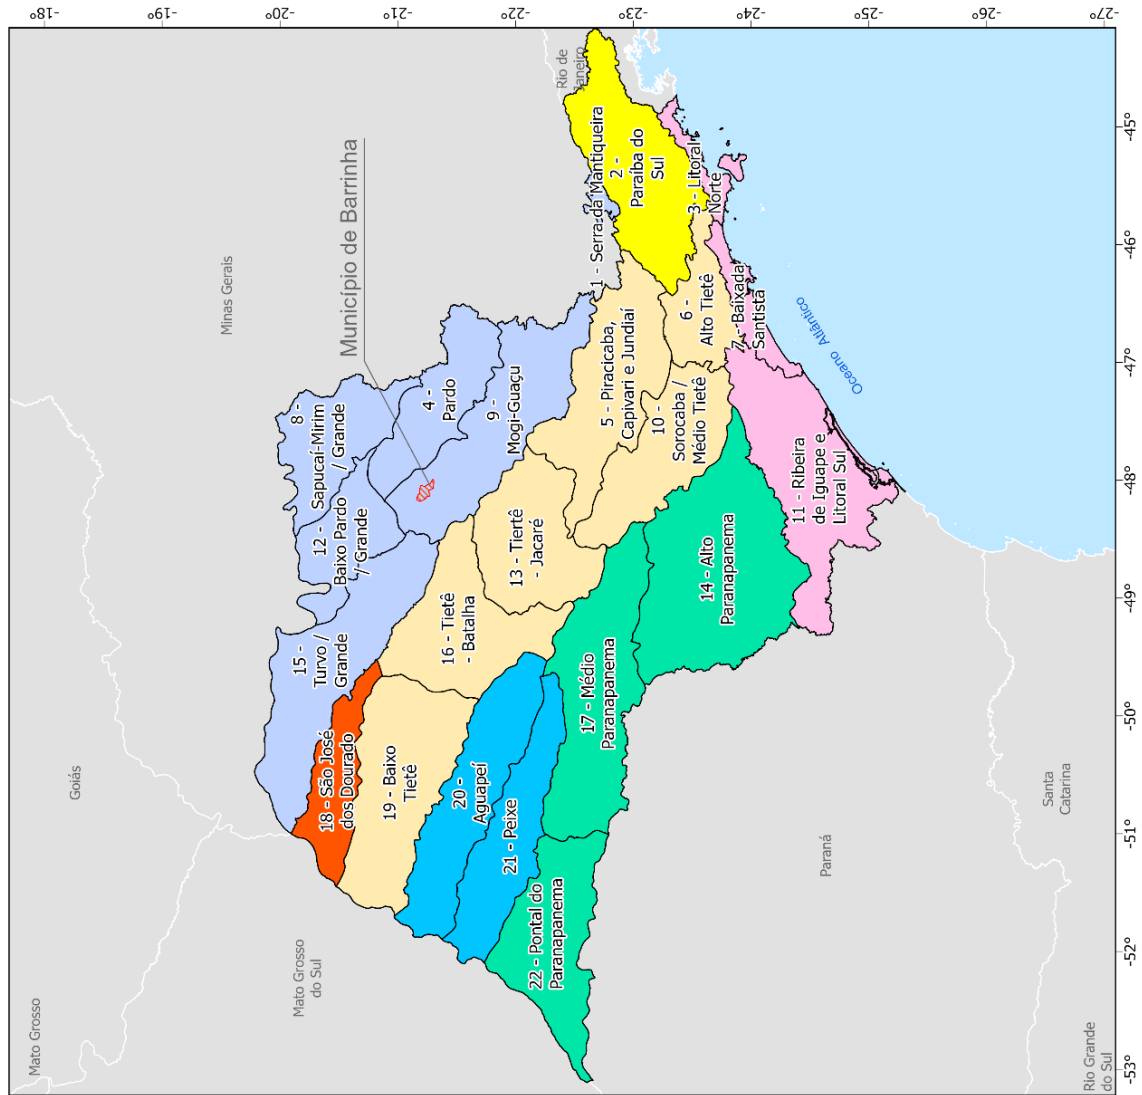 -18°
-19°
-20°
-21°
-22°
-23°
-24°
-25°
-26°
-27°
-45°
-46°
-47°
-48°
-49°
-50°
-51°
-52°
-53°
Mato Grosso
Goiás
Minas Gerais
Mato Grosso
do Sul
Rio de
Janeiro
Paraná
Santa
Catarina
Rio Grande
do Sul
Oceano Atlântico
Município de Barrinha
1 - Serra da Mantiqueira
2 -
Paraíba do
Sul
3 - Litoral
Norte
4 -
Pardo
5 - Piracicaba,
Capivari e Jundiaí
6 -
Alto Tietê
7 - Baixada
Santista
8 -
Sapucaí-Mirim
/ Grande
9 -
Mogi-Guaçu
10 -
Sorocaba /
Médio Tietê
11 - Ribeira
de Iguape e
Litoral Sul
12 -
Baixo Pardo
/ Grande
13 - Tiertê
- Jacaré
14 - Alto
Paranapanema
15 -
Turvo /
Grande
16 - Tietê
- Batalha
17 - Médio
Paranapanema
18 - São José
dos Dourado
19 - Baixo
Tietê
20 -
Aguapeí
21 - Peixe
22 - Pontal do
Paranapanema